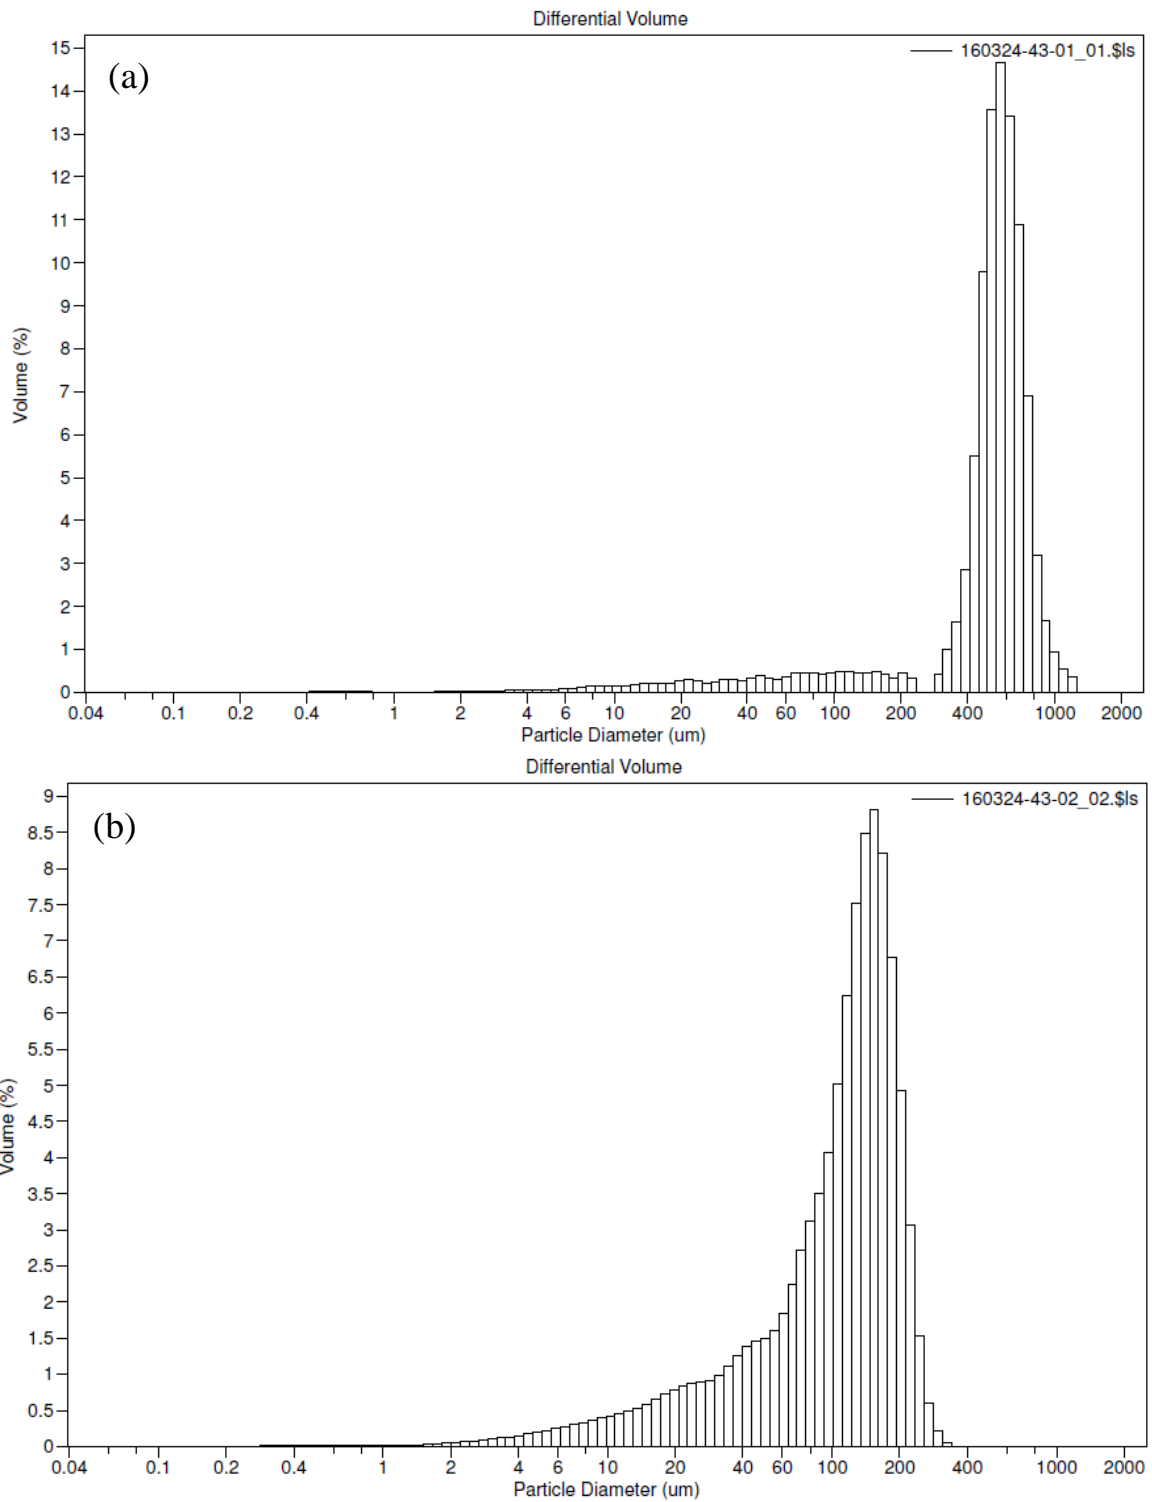 Differential Volume
(a)
160324-43-01_01.$ls
15
14
13
12
11
10
9
8
7
6
5
4
3
2
1
0
Volume (%)
0.04 0.1 0.2 0.4 1 2 4 6 10 20 40 60 100 200 400 1000 2000
Particle Diameter (um)
Differential Volume
(b)
160324-43-02_02.$ls
9
8.5
8
7.5
7
6.5
6
5.5
5
4.5
4
3.5
3
2.5
2
1.5
1
0.5
0
Volume (%)
0.04 0.1 0.2 0.4 1 2 4 6 10 20 40 60 100 200 400 1000 2000
Particle Diameter (um)